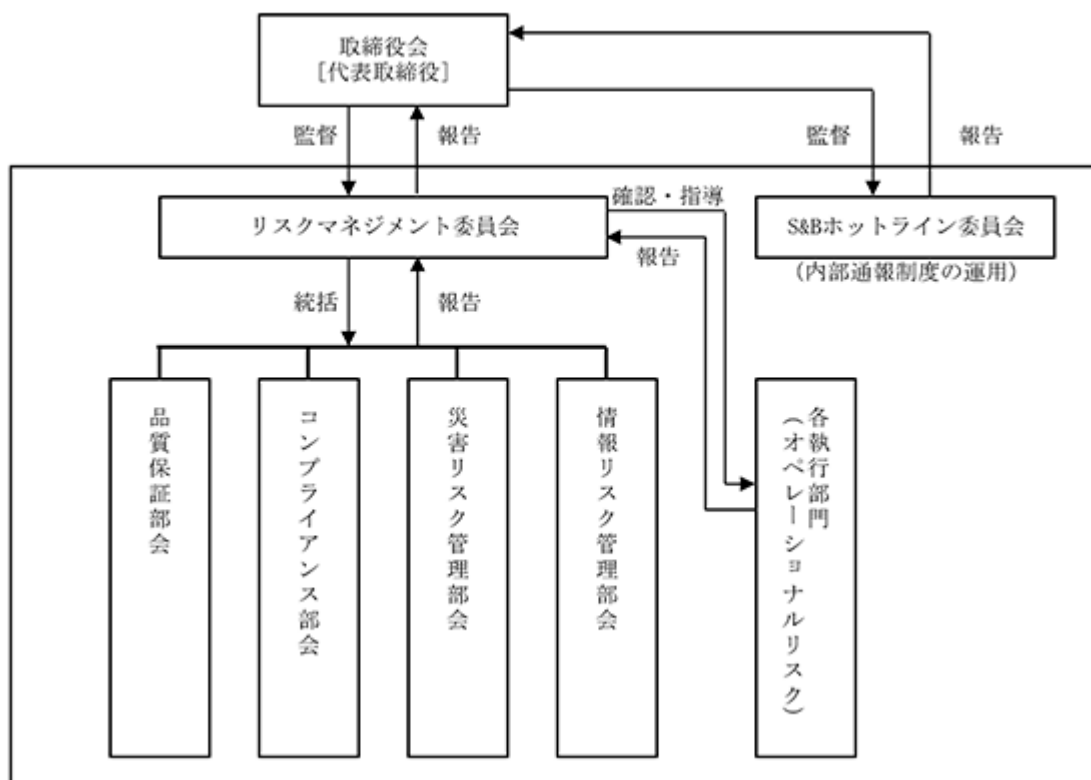 取締役会
[代表取締役]
監督
報告
監督
報告
リスクマネジメント委員会
確認・指導
報告
S&Bホットライン委員会
(内部通報制度の運用)
統括
報告
品質保証部会
コンプライアンス部会
災害リスク管理部会
情報リスク管理部会
各執行部門
(オペレーショナルリスク)